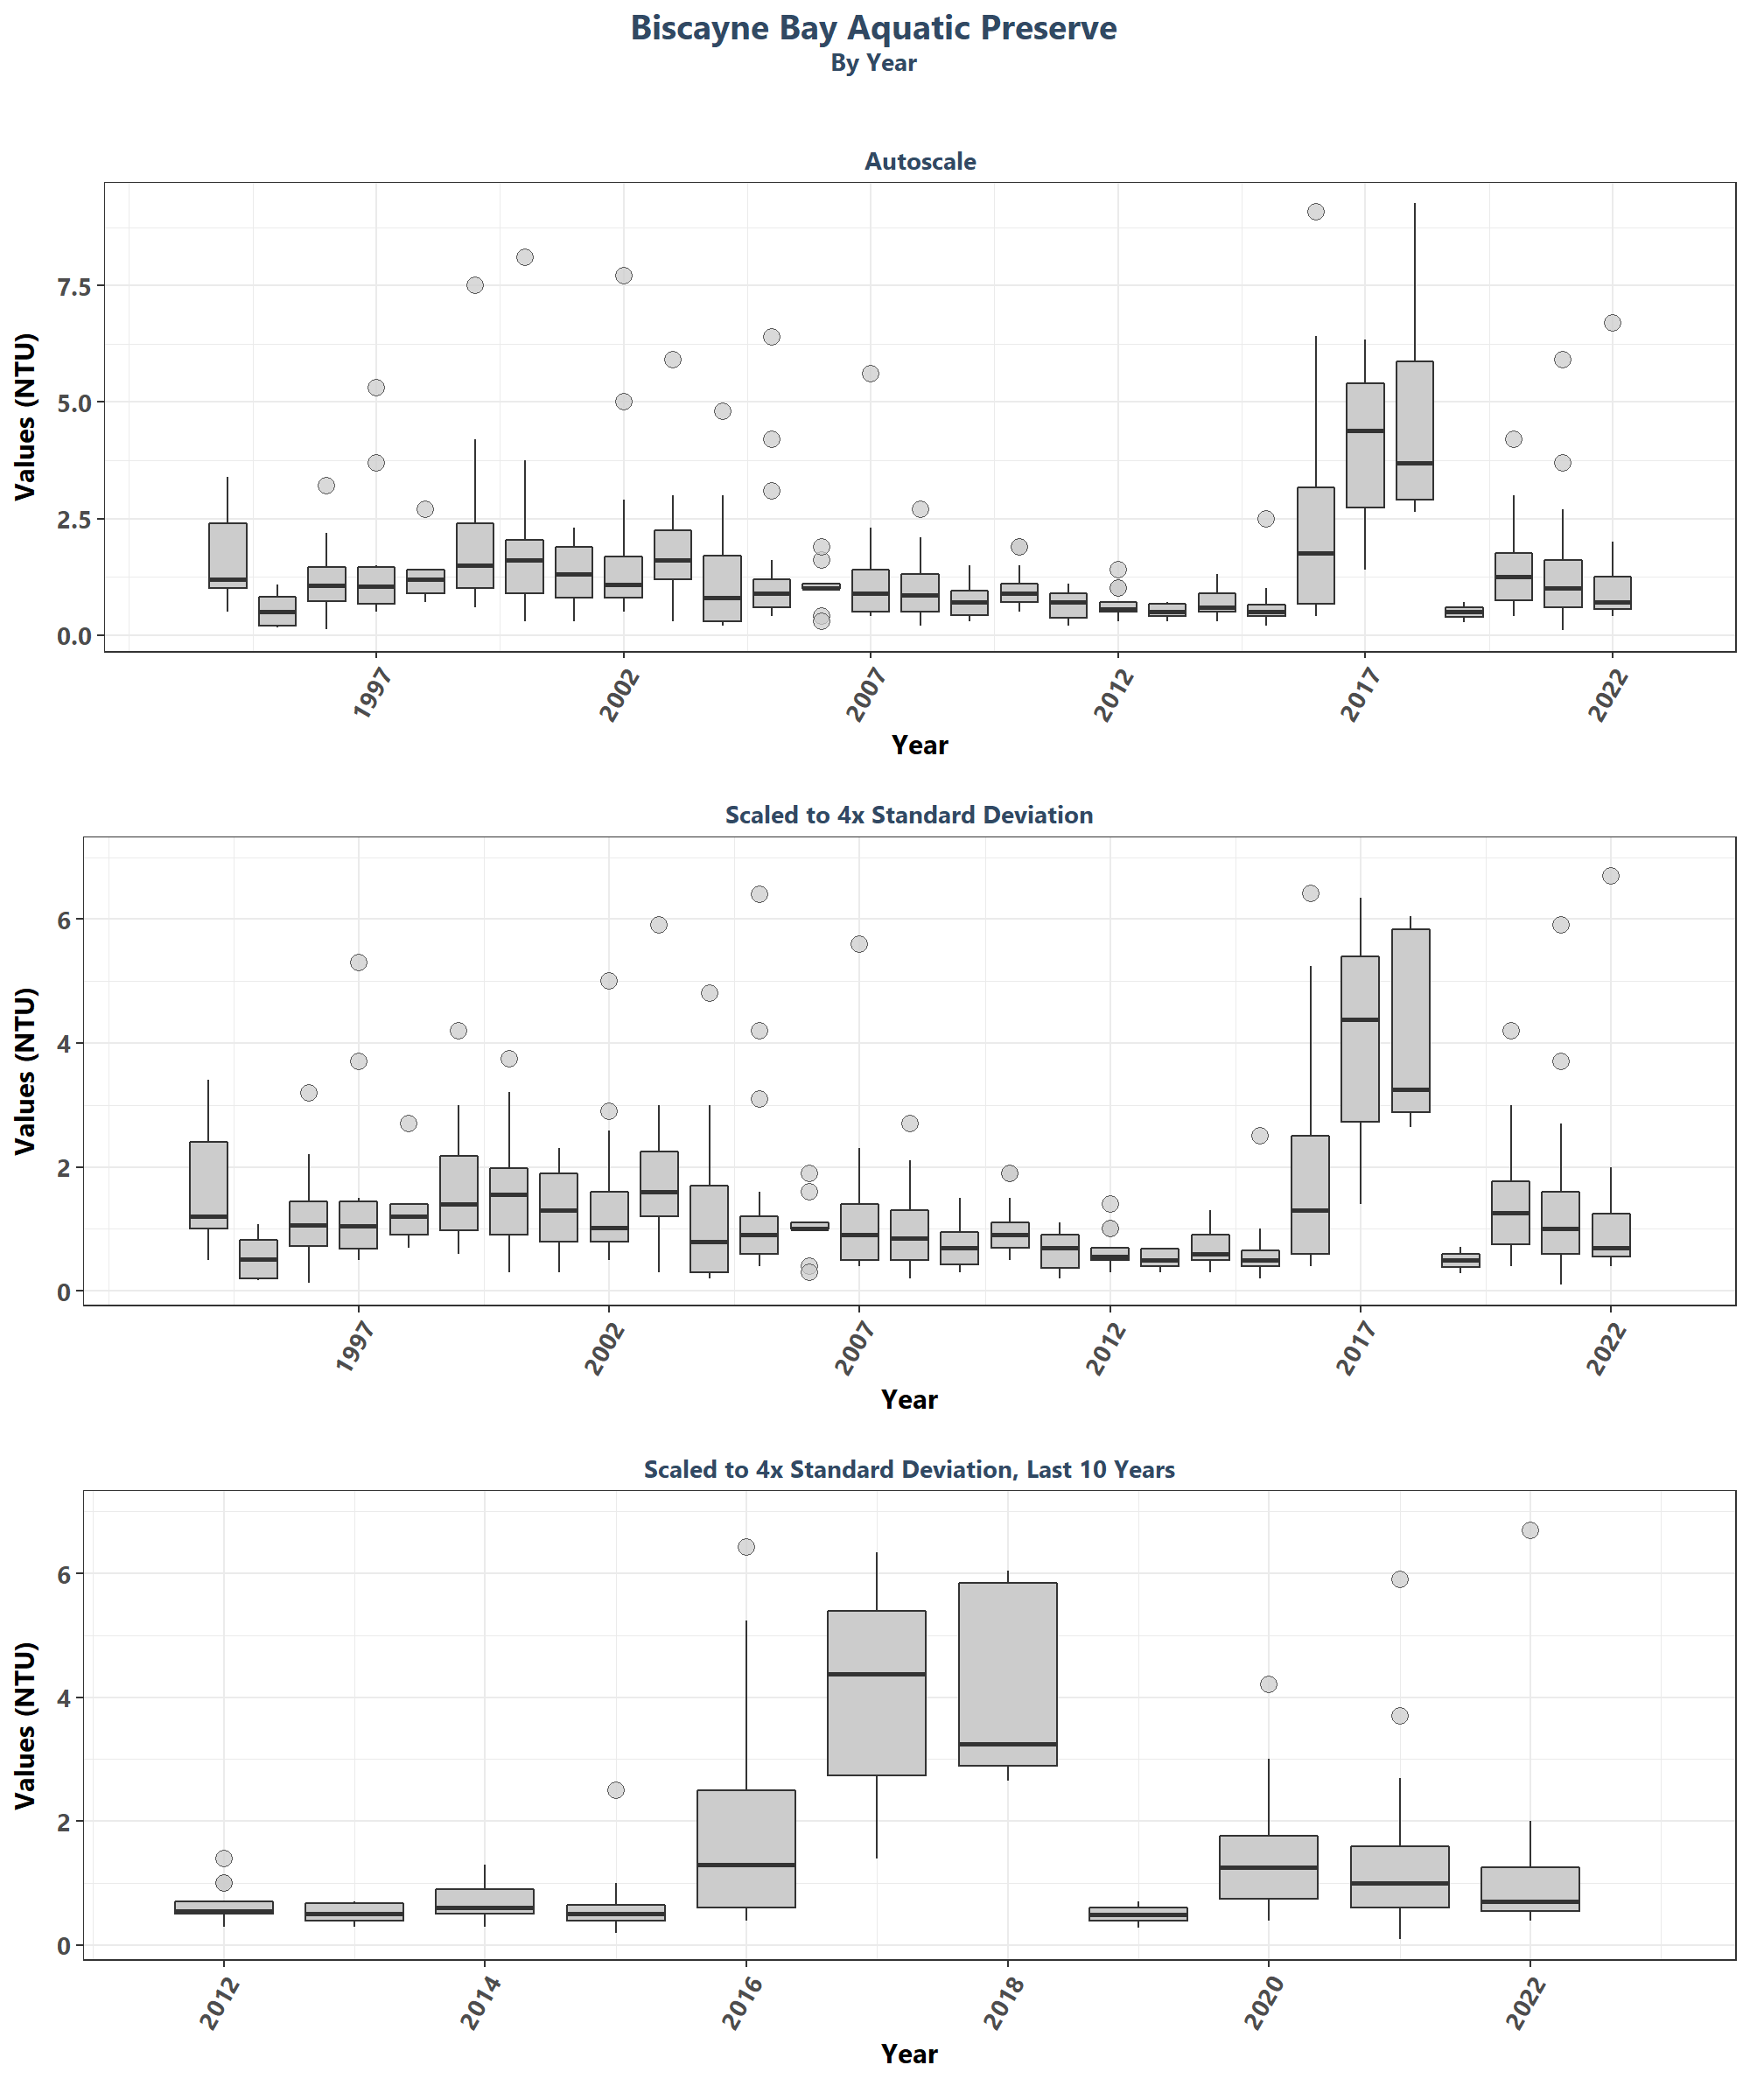 Biscayne Bay Aquatic Preserve
By Year
Autoscale
Values (NTU)
7.5
5.0
2.5
0.0
1997 2002 2007 2012 2017 2022
Year
Scaled to 4x Standard Deviation
Values (NTU)
6
4
2
0
1997 2002 2007 2012 2017 2022
Year
Scaled to 4x Standard Deviation, Last 10 Years
Values (NTU)
6
4
2
0
2012 2014 2016 2018 2020 2022
Year